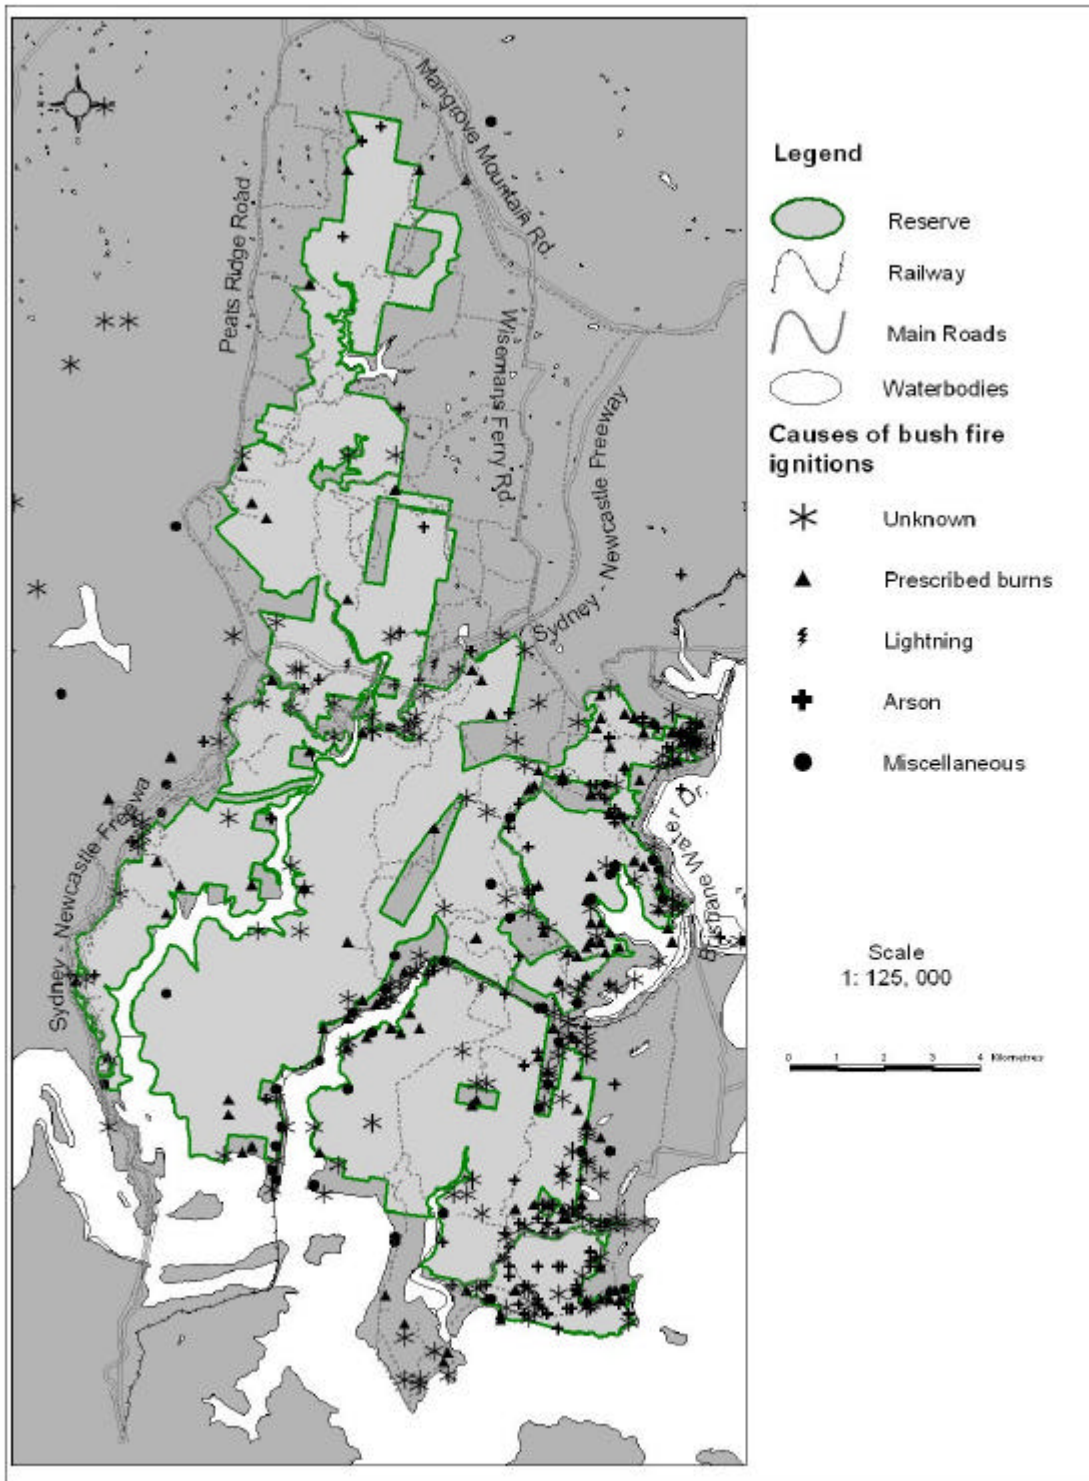 Mangrove Mountain Rd.
Peats Ridge Road
Wisemans Ferry Rd.
Sydney - Newcastle Freeway
Sydney - Newcastle Freewa
Brisbane Water Dr.
Legend
Reserve
Railway
Main Roads
Waterbodies
Causes of bush fire
ignitions
Unknown
Prescribed burns
Lightning
Arson
Miscellaneous
Scale
1: 125, 000
0 1 2 3 4 Kilometres